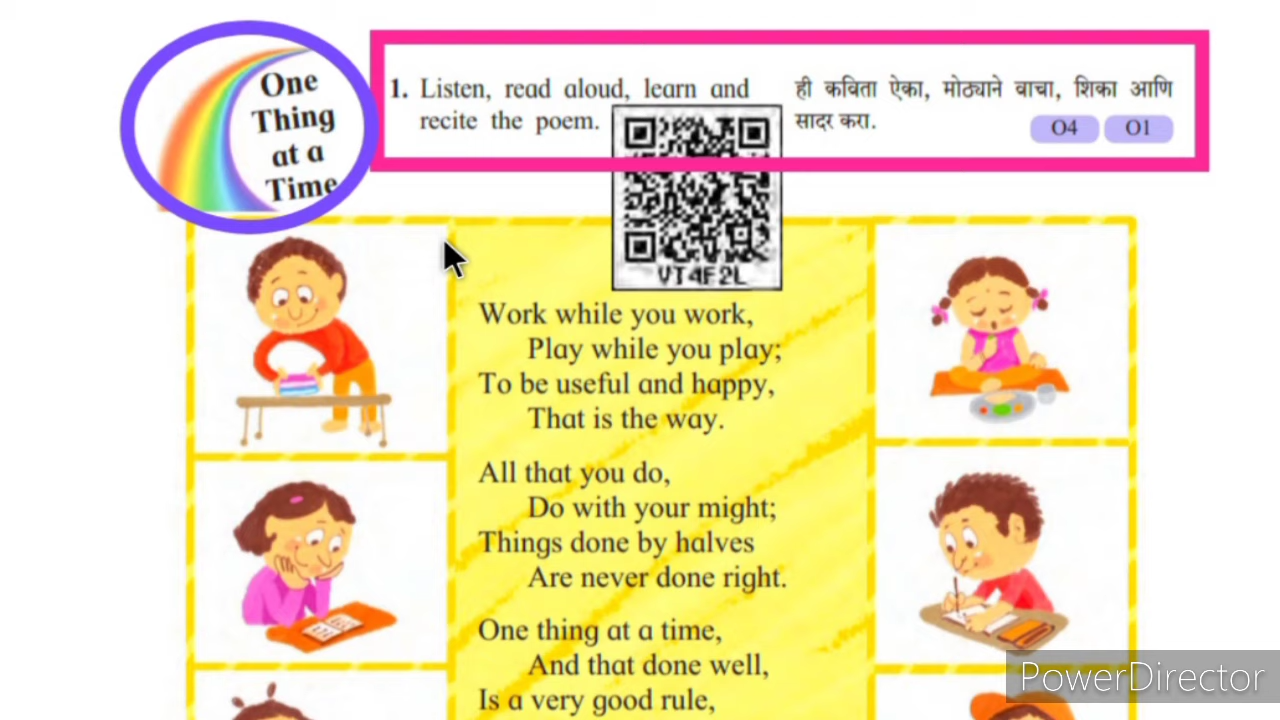 One
Thing
at a
Time
1. Listen, read aloud, learn and
recite the poem.
ही कविता ऐका, मोठ्याने वाचा, शिका आणि
सादर करा.
O4 O1
VT4F2L
Work while you work,
Play while you play;
To be useful and happy,
That is the way.
All that you do,
Do with your might;
Things done by halves
Are never done right.
One thing at a time,
And that done well,
Is a very good rule,
PowerDirector